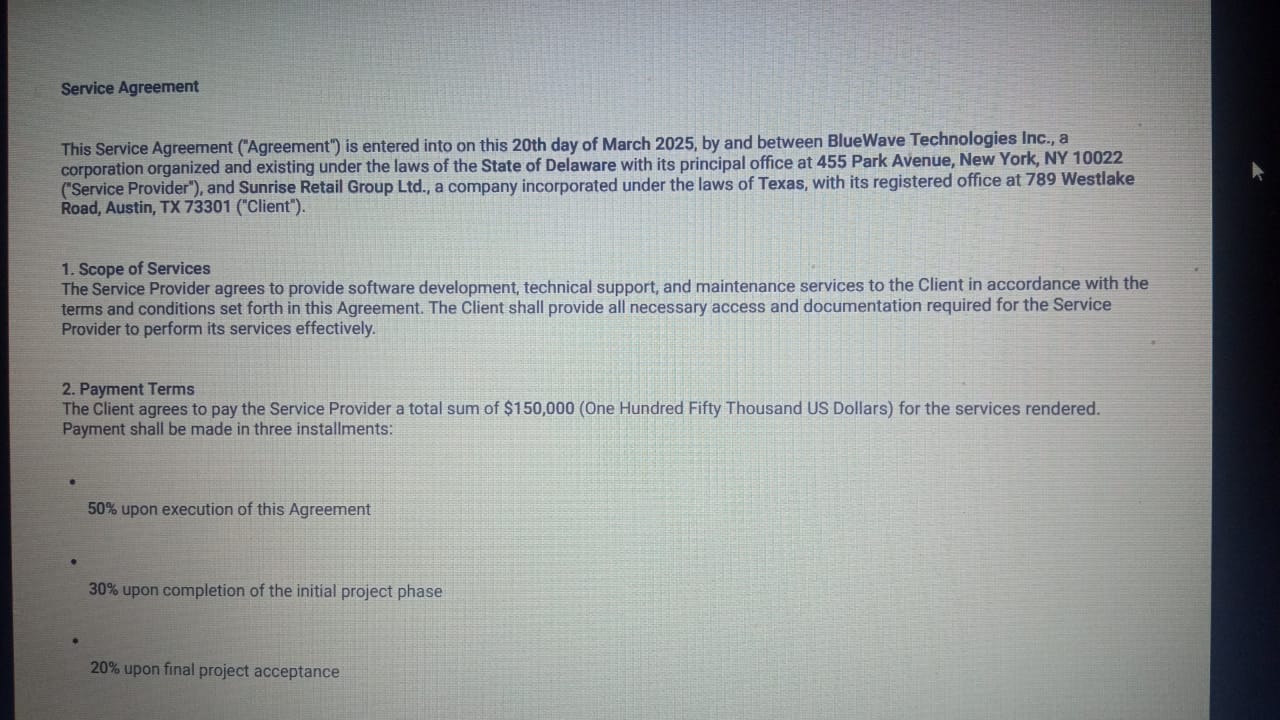 Service Agreement
This Service Agreement ("Agreement") is entered into on this 20th day of March 2025, by and between BlueWave Technologies Inc., a
corporation organized and existing under the laws of the State of Delaware with its principal office at 455 Park Avenue, New York, NY 10022
("Service Provider"), and Sunrise Retail Group Ltd., a company incorporated under the laws of Texas, with its registered office at 789 Westlake
Road, Austin, TX 73301 ("Client").
1. Scope of Services
The Service Provider agrees to provide software development, technical support, and maintenance services to the Client in accordance with the
terms and conditions set forth in this Agreement. The Client shall provide all necessary access and documentation required for the Service
Provider to perform its services effectively.
2. Payment Terms
The Client agrees to pay the Service Provider a total sum of $150,000 (One Hundred Fifty Thousand US Dollars) for the services rendered.
Payment shall be made in three installments:
•
50% upon execution of this Agreement
•
30% upon completion of the initial project phase
•
20% upon final project acceptance